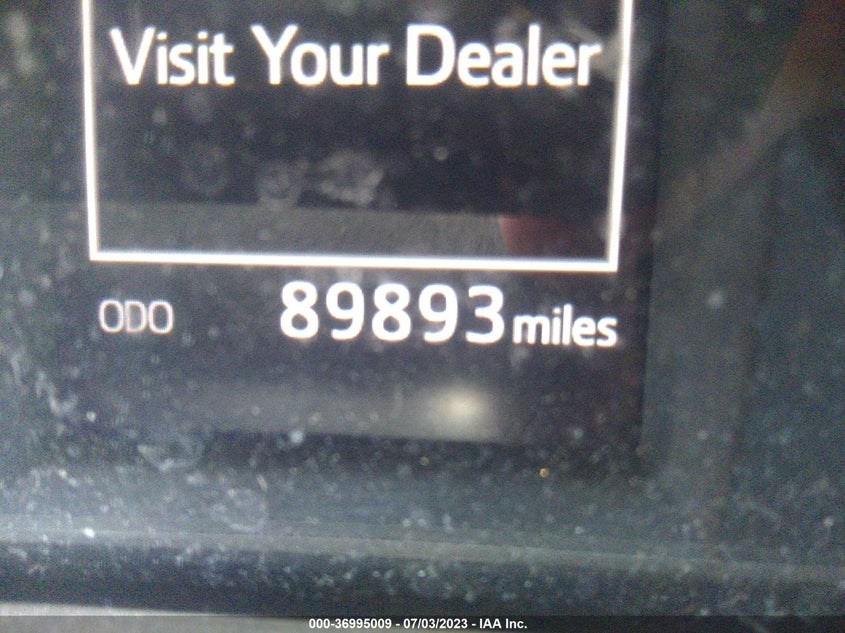 Visit Your Dealer
ODO 89893 miles
000-36995009 - 07/03/2023 - IAA Inc.